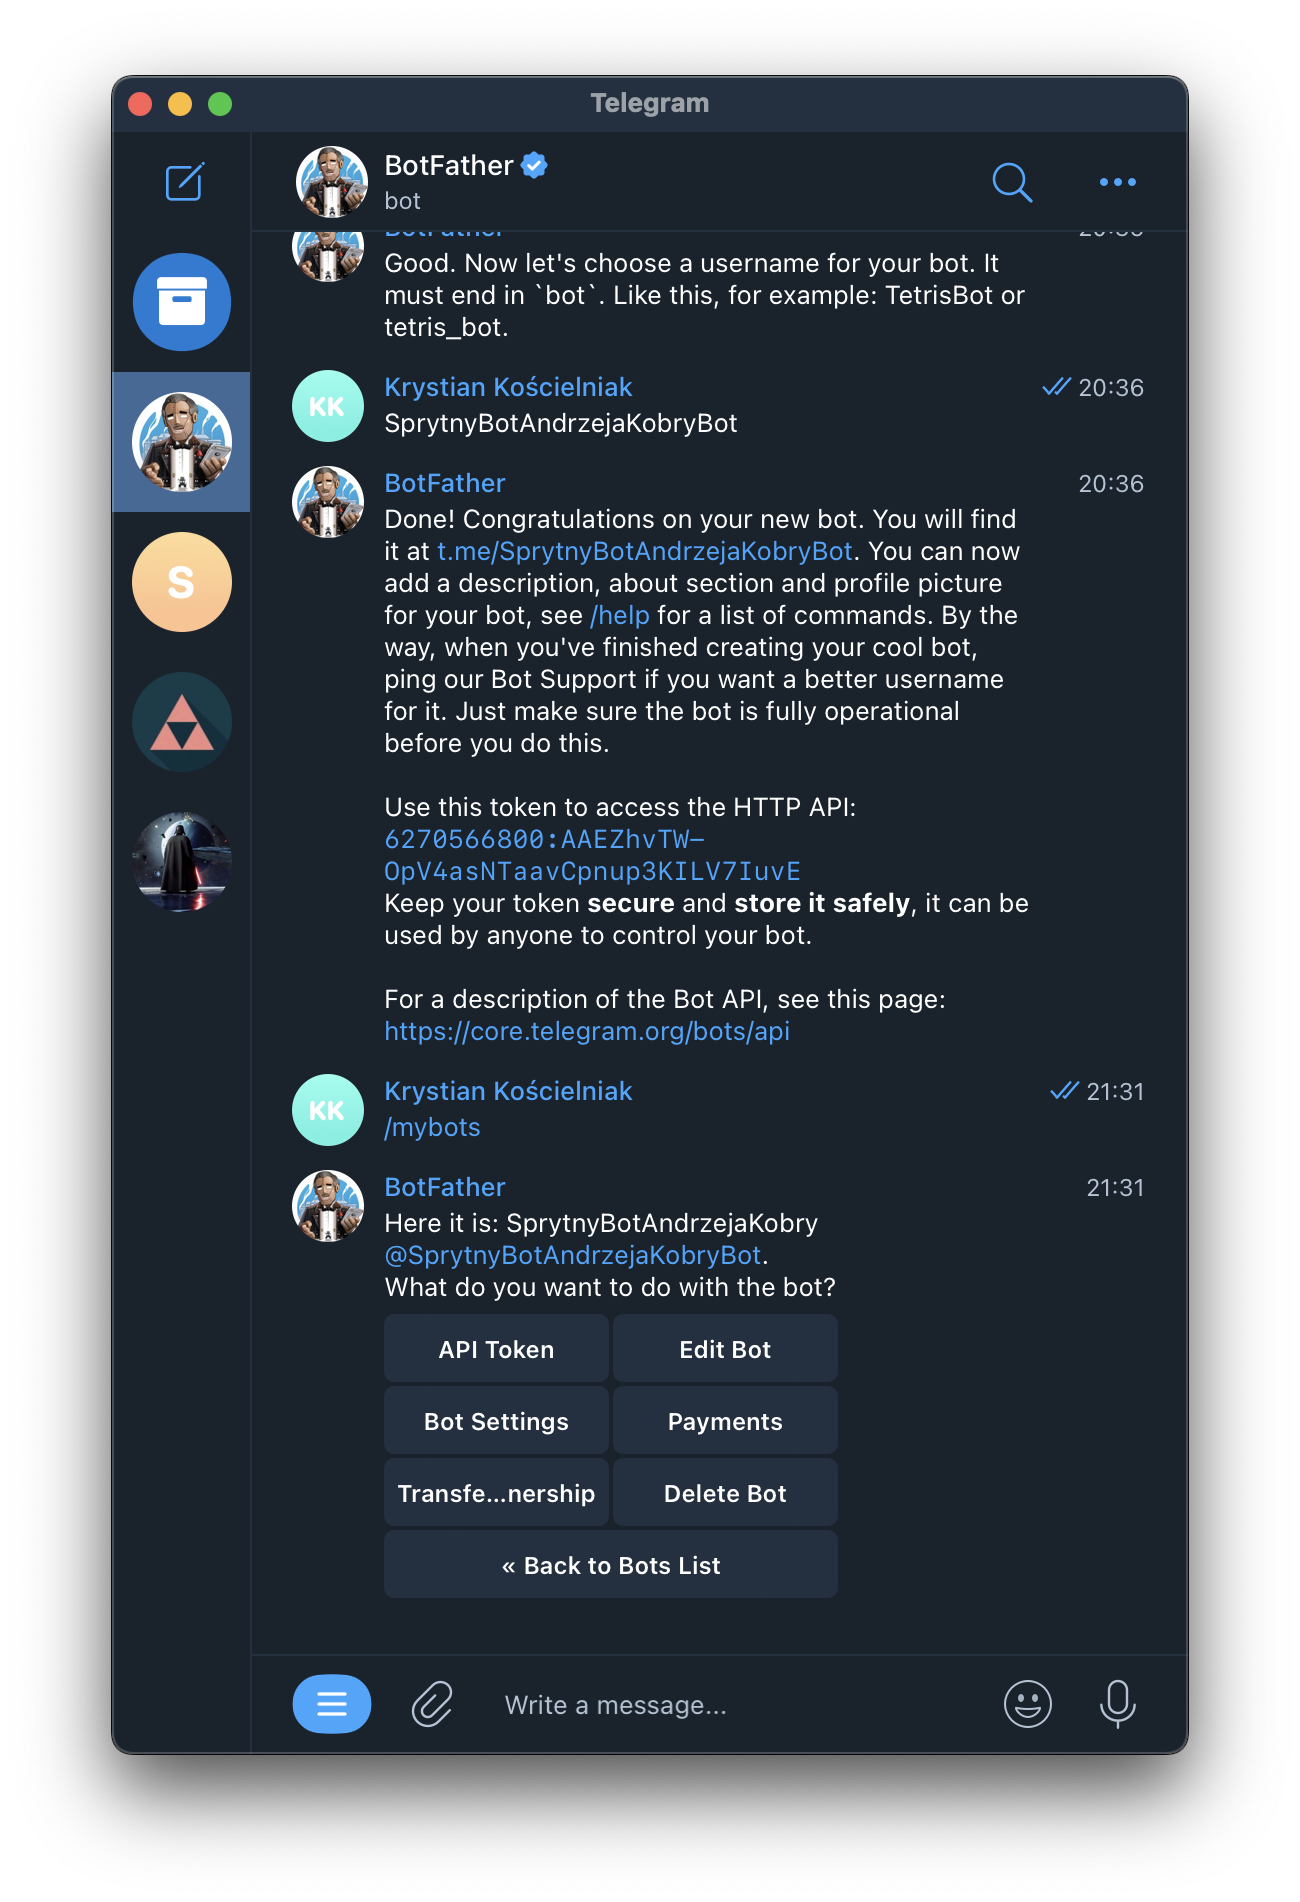 Telegram
BotFather
bot
BotFather
20:36
Good. Now let's choose a username for your bot. It
must end in `bot`. Like this, for example: TetrisBot or
tetris_bot.
KK
Krystian Kościelniak
20:36
SprytnyBotAndrzejaKobryBot
BotFather
20:36
Done! Congratulations on your new bot. You will find
it at t.me/SprytnyBotAndrzejaKobryBot. You can now
add a description, about section and profile picture
for your bot, see /help for a list of commands. By the
way, when you've finished creating your cool bot,
ping our Bot Support if you want a better username
for it. Just make sure the bot is fully operational
before you do this.
S
Use this token to access the HTTP API:
6270566800:AAEZhvTW-
OpV4asNTaavCpnup3KILV7IuvE
Keep your token secure and store it safely, it can be
used by anyone to control your bot.
For a description of the Bot API, see this page:
https://core.telegram.org/bots/api
KK
Krystian Kościelniak
21:31
/mybots
BotFather
21:31
Here it is: SprytnyBotAndrzejaKobry
@SprytnyBotAndrzejaKobryBot.
What do you want to do with the bot?
API Token
Edit Bot
Bot Settings
Payments
Transfe...nership
Delete Bot
« Back to Bots List
Write a message...